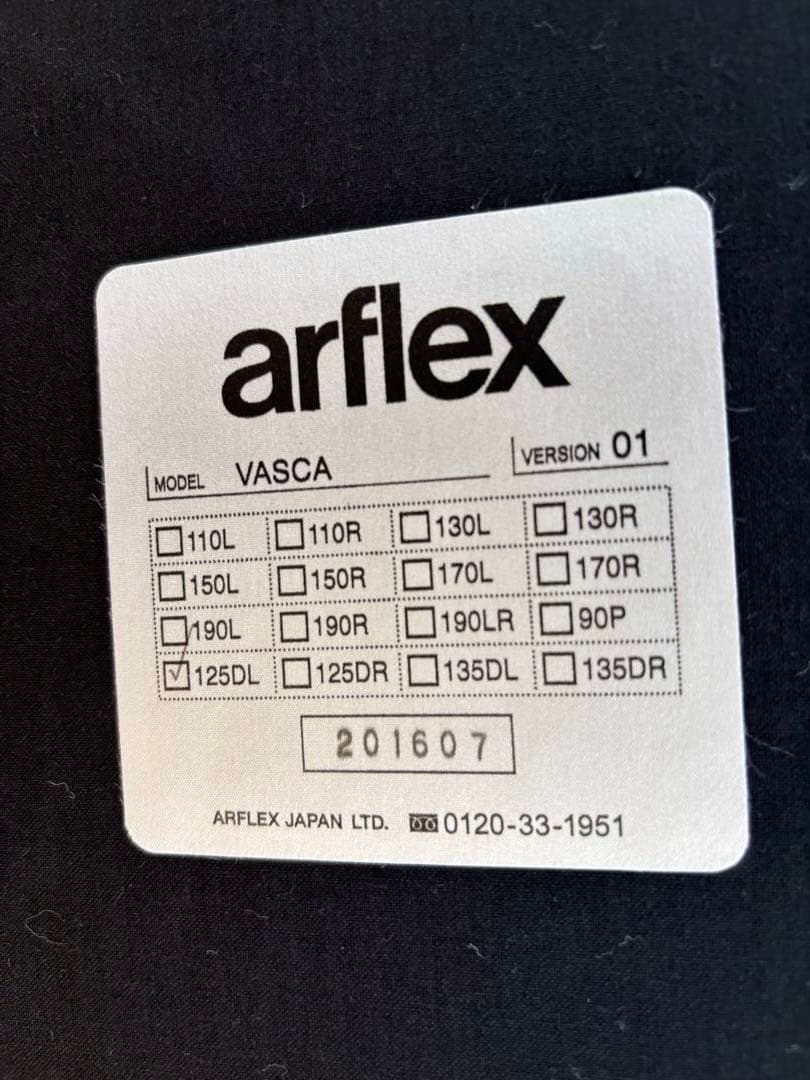 arflex
MODEL VASCA VERSION 01
☐110L ☐110R ☐130L ☐130R
☐150L ☐150R ☐170L ☐170R
☐190L ☐190R ☐190LR ☐90P
☑125DL ☐125DR ☐135DL ☐135DR
201607
ARFLEX JAPAN LTD. 0120-33-1951